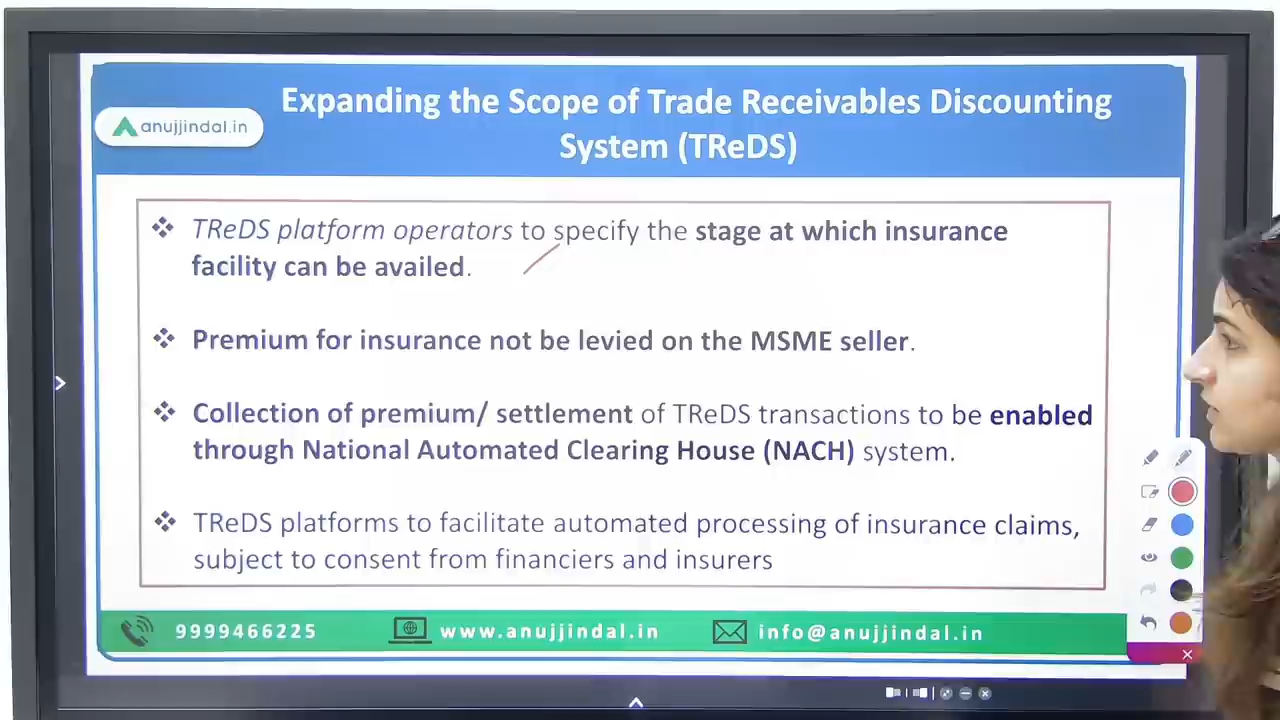 Expanding the Scope of Trade Receivables Discounting
System (TReDS)
anujjindal.in
❖ TReDS platform operators to specify the stage at which insurance
facility can be availed.
❖ Premium for insurance not be levied on the MSME seller.
❖ Collection of premium/ settlement of TReDS transactions to be enabled
through National Automated Clearing House (NACH) system.
❖ TReDS platforms to facilitate automated processing of insurance claims,
subject to consent from financiers and insurers
9999466225
www.anujjindal.in
info@anujjindal.in